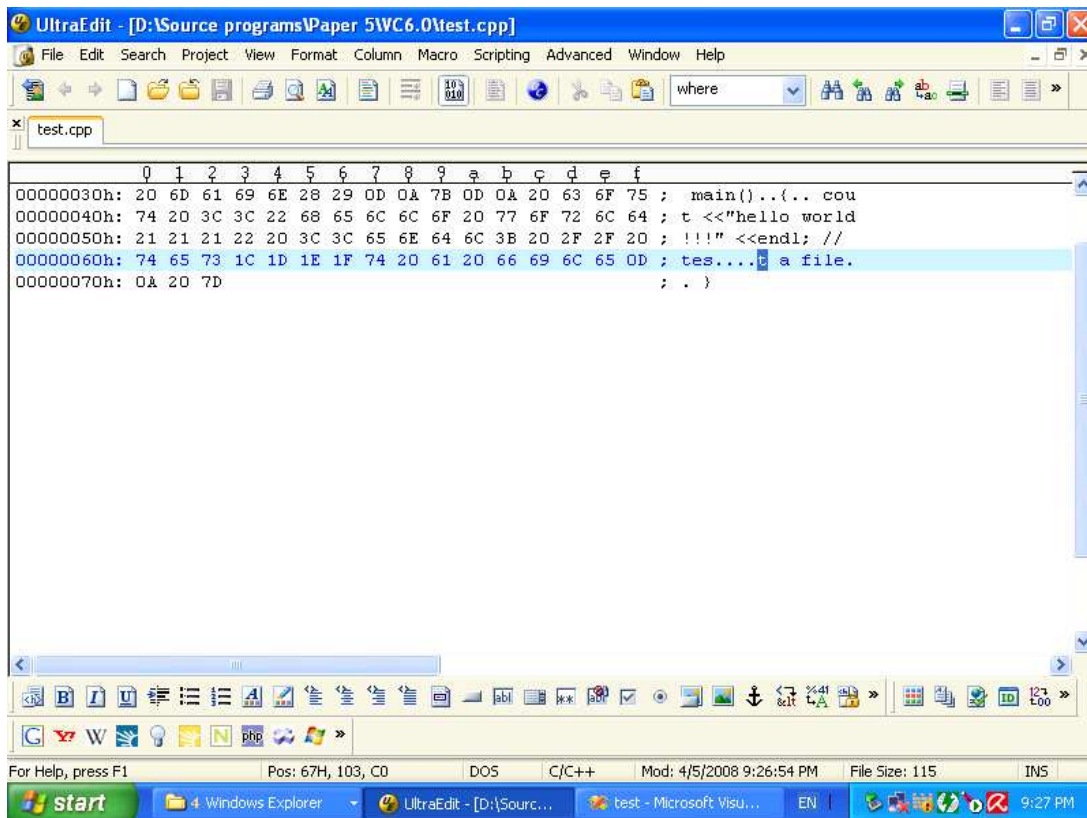 UltraEdit - [D:\Source programs\Paper 5\VC6.0\test.cpp]
File Edit Search Project View Format Column Macro Scripting Advanced Window Help
where
test.cpp
0 1 2 3 4 5 6 7 8 9 a b c d e f
00000030h: 20 6D 61 69 6E 28 29 0D 0A 7B 0D 0A 20 63 6F 75 ;  main()..{.. cou
00000040h: 74 20 3C 3C 22 68 65 6C 6C 6F 20 77 6F 72 6C 64 ; t <<"hello world
00000050h: 21 21 21 22 20 3C 3C 65 6E 64 6C 3B 20 2F 2F 20 ; !!!" <<endl; //
00000060h: 74 65 73 1C 1D 1E 1F 74 20 61 20 66 69 6C 65 0D ; tes....t a file.
00000070h: 0A 20 7D ; . }
For Help, press F1 Pos: 67H, 103, C0 DOS C/C++ Mod: 4/5/2008 9:26:54 PM File Size: 115 INS
start 4 Windows Explorer UltraEdit - [D:\Sourc... test - Microsoft Visu... EN 9:27 PM